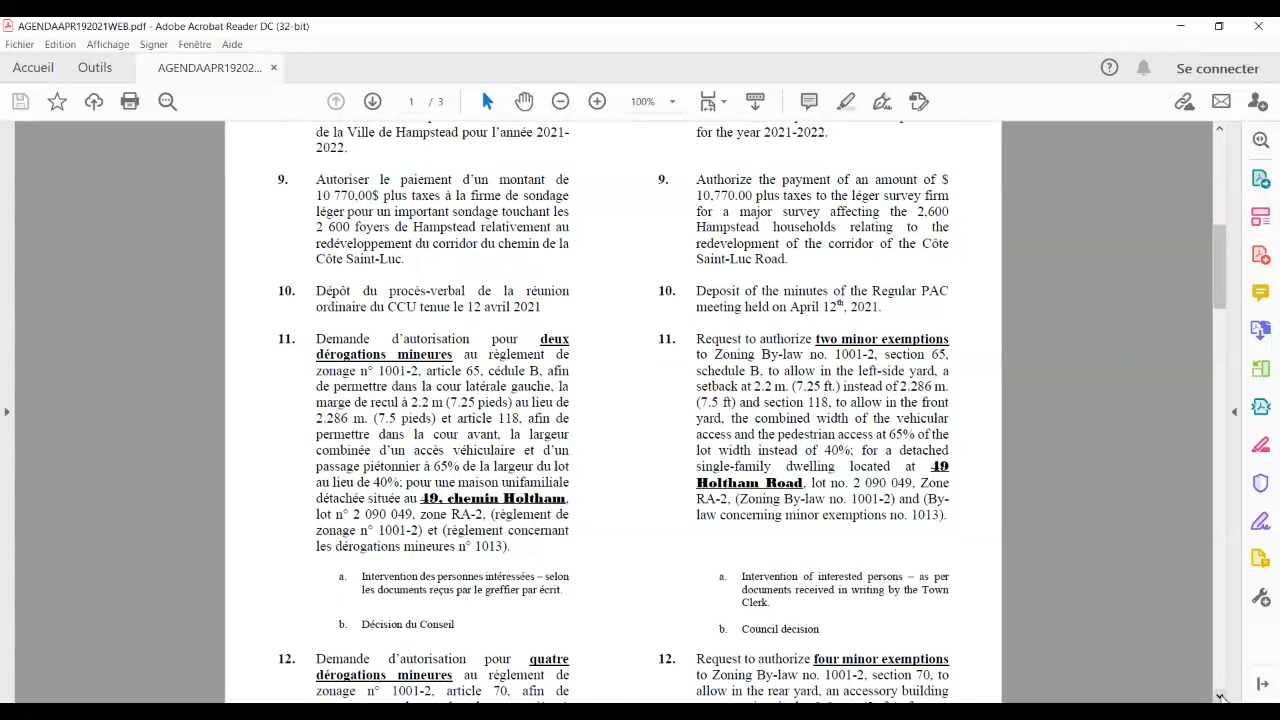 AGENDAAPR192021WEB.pdf - Adobe Acrobat Reader DC (32-bit)
Fichier Edition Affichage Signer Fenêtre Aide
Accueil Outils AGENDAAPR19202... × Se connecter
1 / 3 100%
de la Ville de Hampstead pour l'année 2021-
2022.
9. Autoriser le paiement d'un montant de
10 770,00$ plus taxes à la firme de sondage
léger pour un important sondage touchant les
2 600 foyers de Hampstead relativement au
redéveloppement du corridor du chemin de la
Côte Saint-Luc.
10. Dépôt du procès-verbal de la réunion
ordinaire du CCU tenue le 12 avril 2021
11. Demande d'autorisation pour deux
dérogations mineures au règlement de
zonage n° 1001-2, article 65, cédule B, afin
de permettre dans la cour latérale gauche, la
marge de recul à 2.2 m (7.25 pieds) au lieu de
2.286 m. (7.5 pieds) et article 118, afin de
permettre dans la cour avant, la largeur
combinée d'un accès véhiculaire et d'un
passage piétonnier à 65% de la largeur du lot
au lieu de 40%; pour une maison unifamiliale
détachée située au 49, chemin Holtham,
lot n° 2 090 049, zone RA-2, (règlement de
zonage n° 1001-2) et (règlement concernant
les dérogations mineures n° 1013).
a. Intervention des personnes intéressées – selon
les documents reçus par le greffier par écrit.
b. Décision du Conseil
12. Demande d'autorisation pour quatre
dérogations mineures au règlement de
zonage n° 1001-2, article 70, afin de
for the year 2021-2022.
9. Authorize the payment of an amount of $
10,770.00 plus taxes to the léger survey firm
for a major survey affecting the 2,600
Hampstead households relating to the
redevelopment of the corridor of the Côte
Saint-Luc Road.
10. Deposit of the minutes of the Regular PAC
meeting held on April 12th, 2021.
11. Request to authorize two minor exemptions
to Zoning By-law no. 1001-2, section 65,
schedule B, to allow in the left-side yard, a
setback at 2.2 m. (7.25 ft.) instead of 2.286 m.
(7.5 ft) and section 118, to allow in the front
yard, the combined width of the vehicular
access and the pedestrian access at 65% of the
lot width instead of 40%; for a detached
single-family dwelling located at 49
Holtham Road, lot no. 2 090 049, Zone
RA-2, (Zoning By-law no. 1001-2) and (By-
law concerning minor exemptions no. 1013).
a. Intervention of interested persons – as per
documents received in writing by the Town
Clerk.
b. Council decision
12. Request to authorize four minor exemptions
to Zoning By-law no. 1001-2, section 70, to
allow in the rear yard, an accessory building